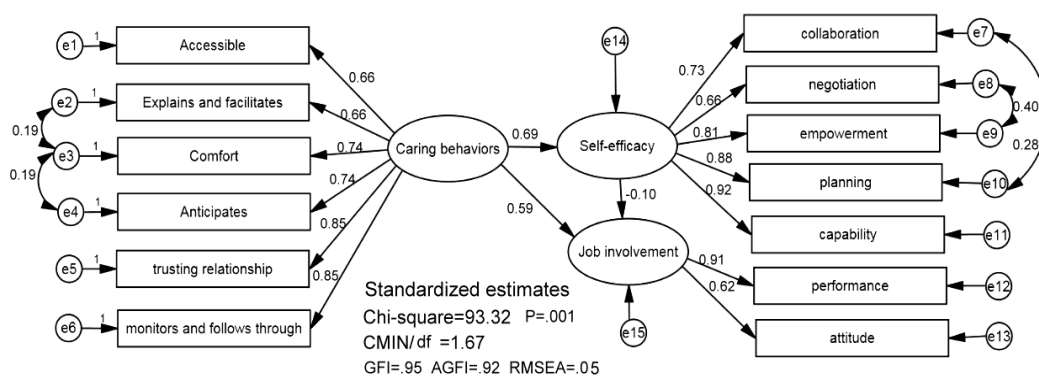 e1 1 Accessible
e2 1 Explains and facilitates
e3 1 Comfort
e4 1 Anticipates
e5 1 trusting relationship
e6 1 monitors and follows through
0.19
0.19
0.66
0.66
0.74
0.74
0.85
0.85
Caring behaviors
0.69
0.59
e14
Self-efficacy
-0.10
Job involvement
e15
0.73
0.66
0.81
0.88
0.92
0.91
0.62
collaboration e7
negotiation e8
empowerment e9
planning e10
capability e11
performance e12
attitude e13
0.40
0.28
Standardized estimates
Chi-square=93.32 P=.001
CMIN/df =1.67
GFI=.95 AGFI=.92 RMSEA=.05